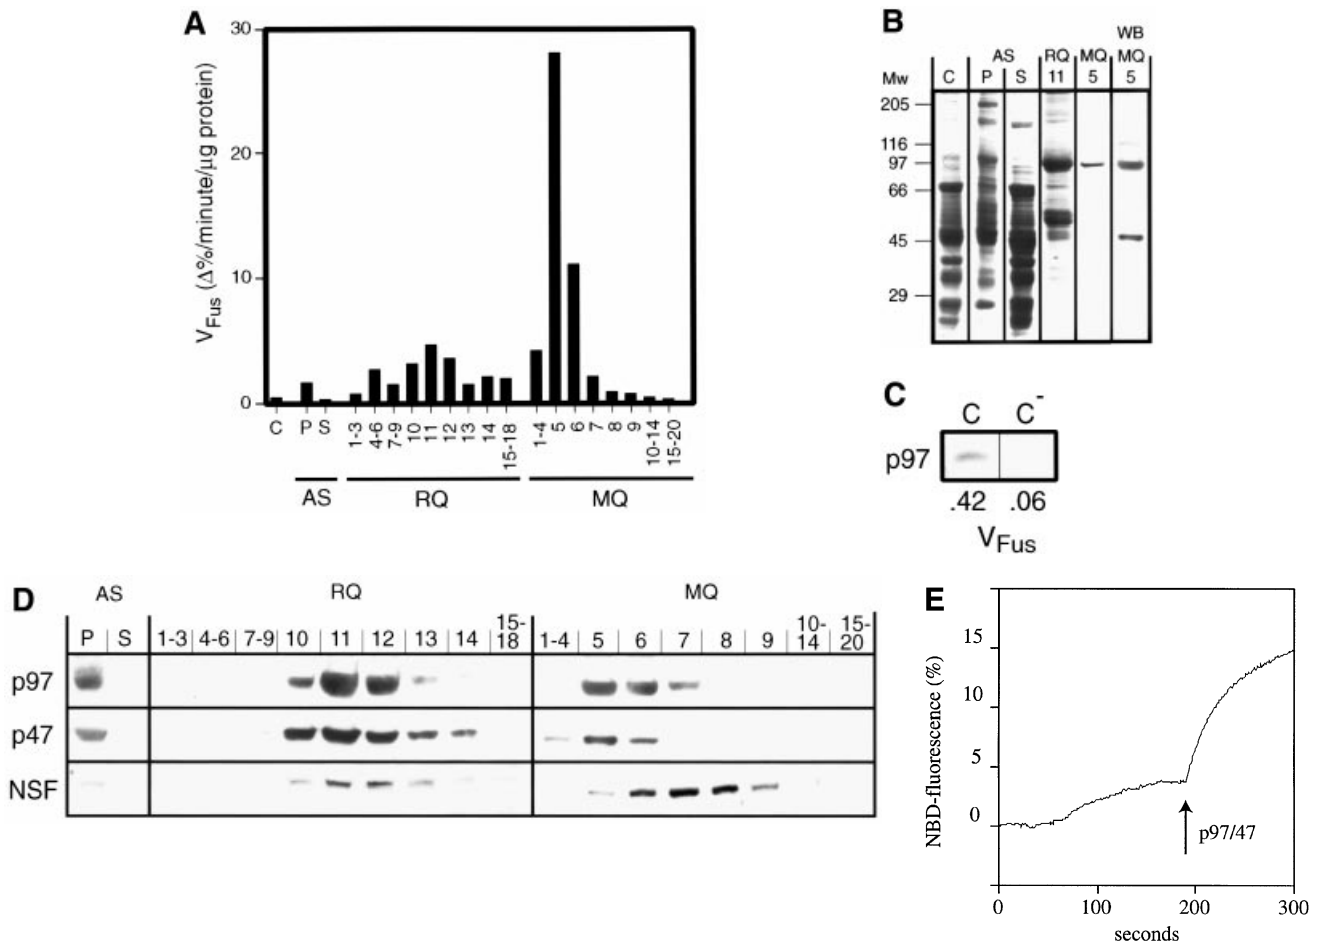 A
30
20
10
0
V_Fus (Δ%/minute/µg protein)
C
P S
1-3
4-6
7-9
10
11
12
13
14
15-18
1-4
5
6
7
8
9
10-14
15-20
AS
RQ
MQ
B
WB
AS RQ MQ MQ
Mw C P S 11 5 5
205
116
97
66
45
29
C
C C⁻
p97
.42 .06
V_Fus
D
AS RQ MQ
P S 1-3 4-6 7-9 10 11 12 13 14 15-18 1-4 5 6 7 8 9 10-14 15-20
p97
p47
NSF
E
15
10
5
0
NBD-fluorescence (%)
p97/47
0 100 200 300
seconds